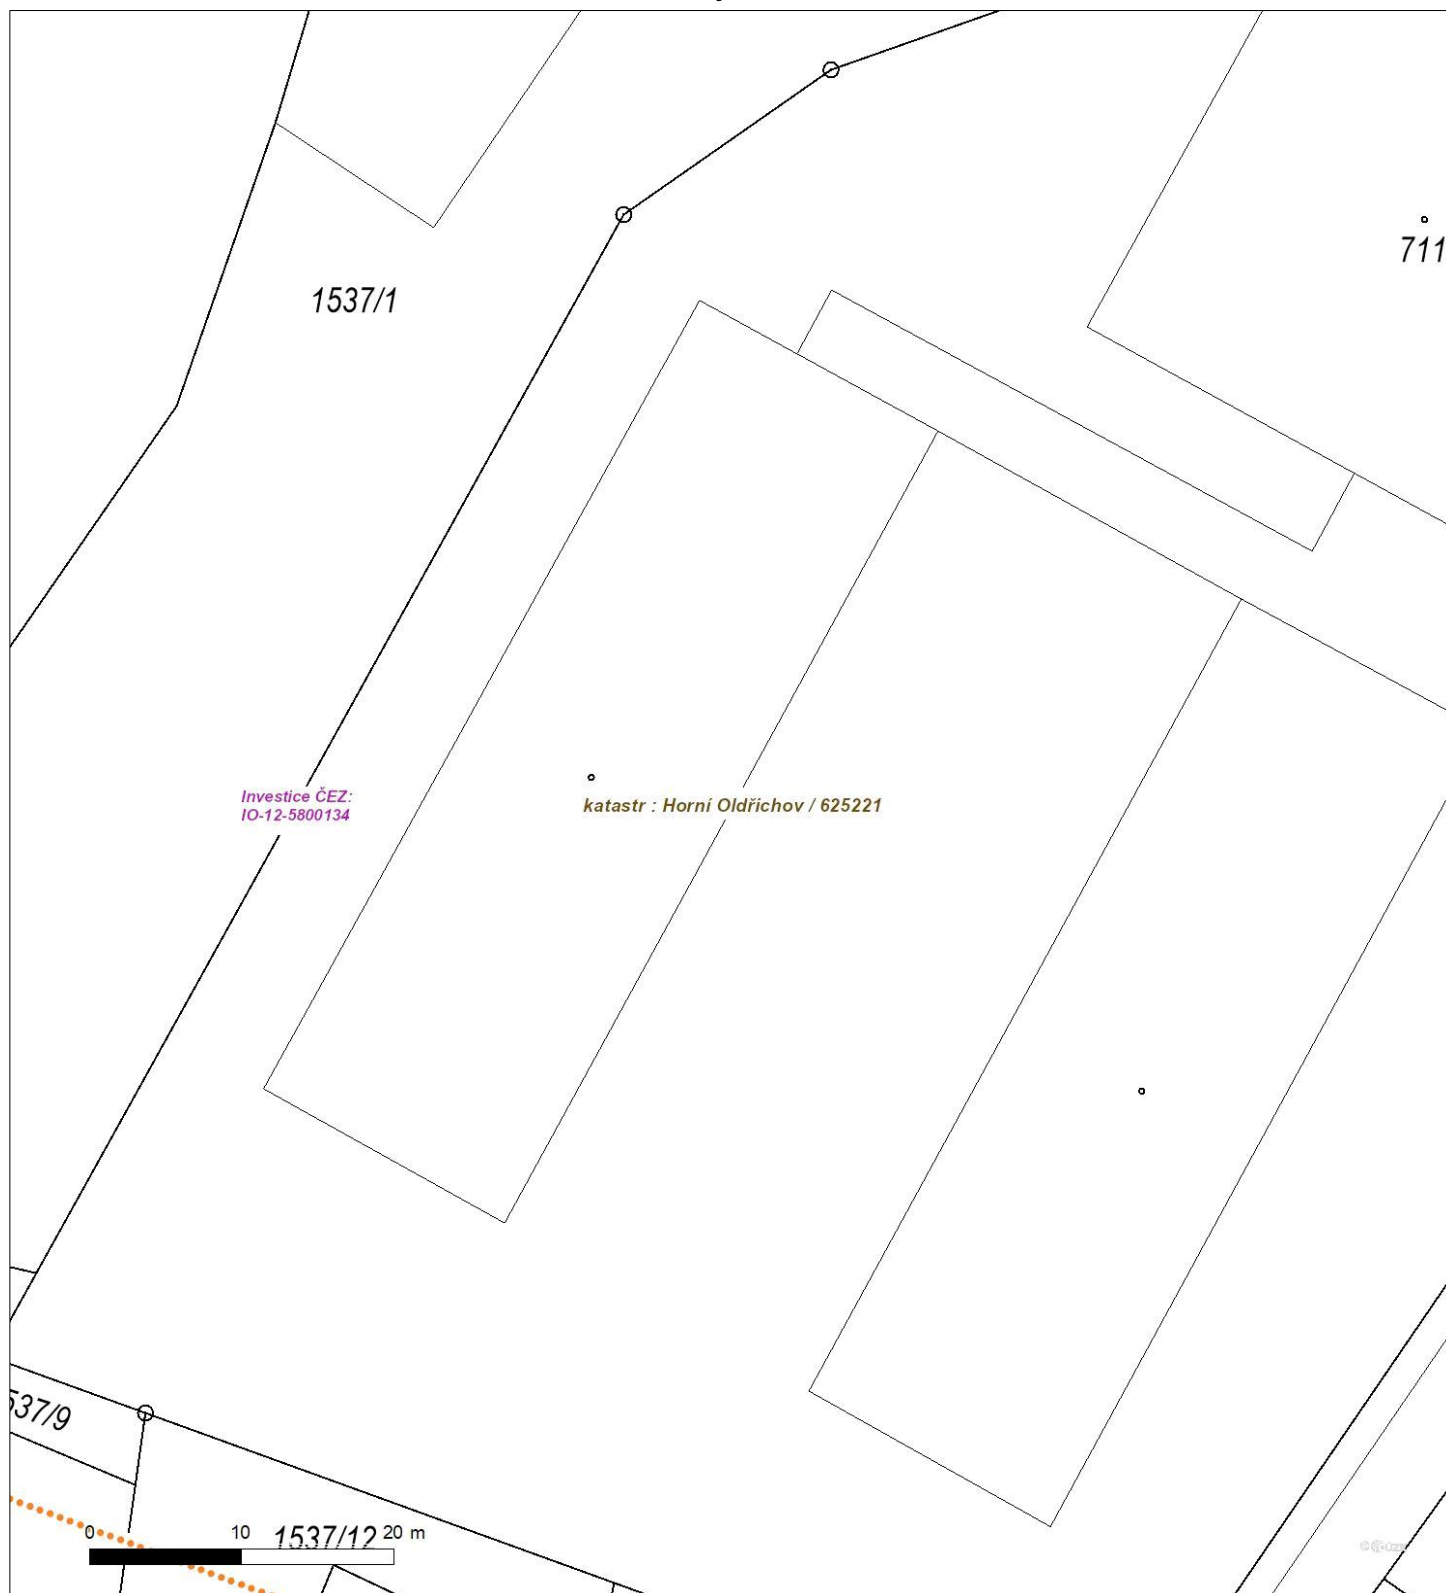 711
1537/1
Investice ČEZ:
IO-12-5800134
katastr : Horní Oldřichov / 625221
537/9
0 10 20 m
1537/12